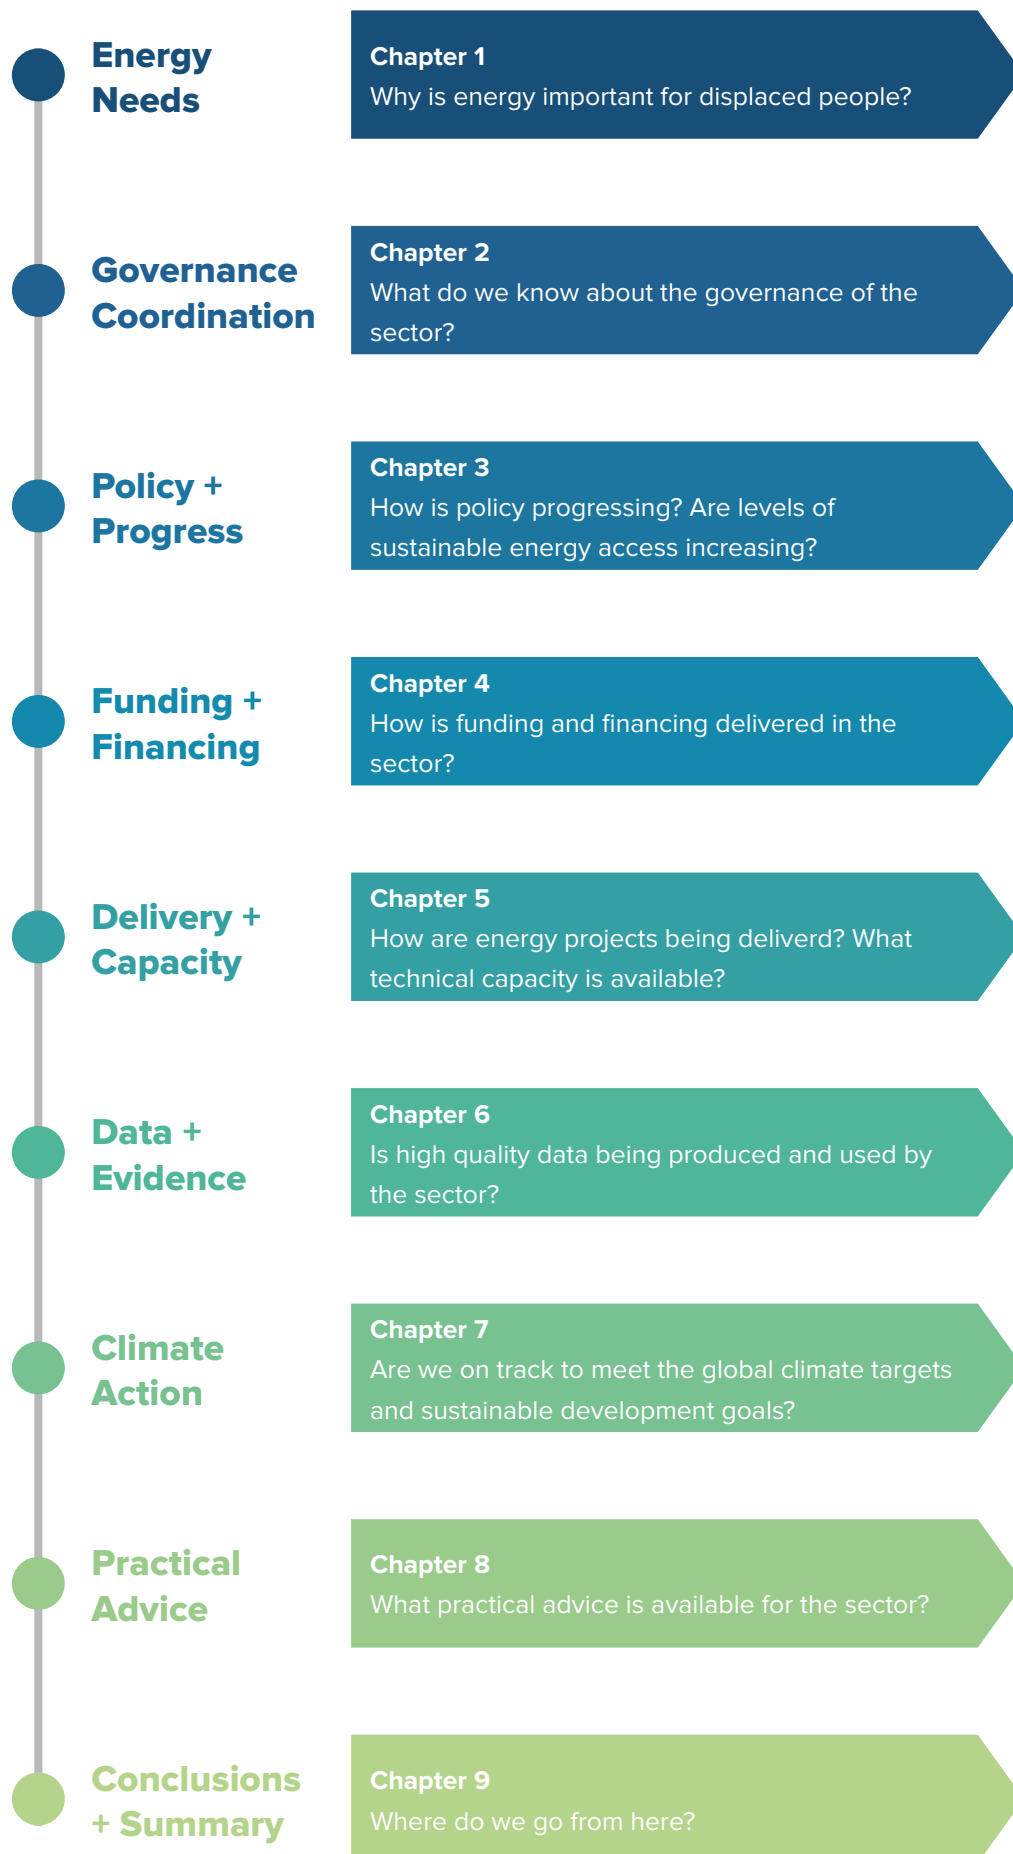 Energy
Needs
Chapter 1
Why is energy important for displaced people?
Governance
Coordination
Chapter 2
What do we know about the governance of the
sector?
Policy +
Progress
Chapter 3
How is policy progressing? Are levels of
sustainable energy access increasing?
Funding +
Financing
Chapter 4
How is funding and financing delivered in the
sector?
Delivery +
Capacity
Chapter 5
How are energy projects being deliverd? What
technical capacity is available?
Data +
Evidence
Chapter 6
Is high quality data being produced and used by
the sector?
Climate
Action
Chapter 7
Are we on track to meet the global climate targets
and sustainable development goals?
Practical
Advice
Chapter 8
What practical advice is available for the sector?
Conclusions
+ Summary
Chapter 9
Where do we go from here?